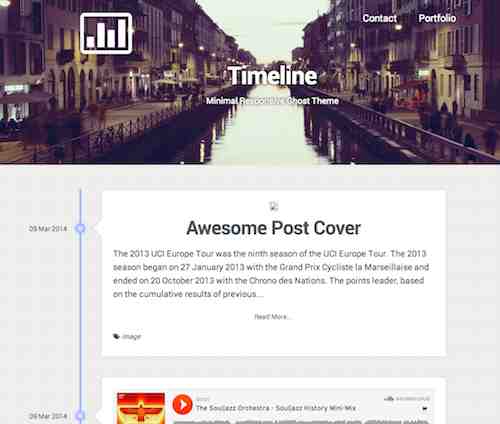 Contact Portfolio
Timeline
Minimal Responsive Ghost Theme
09 Mar 2014
Awesome Post Cover
The 2013 UCI Europe Tour was the ninth season of the UCI Europe Tour. The 2013
season began on 27 January 2013 with the Grand Prix Cycliste la Marseillaise and
ended on 20 October 2013 with the Chrono des Nations. The points leader, based
on the cumulative results of previous...
Read More...
image
The Souljazz Orchestra - Souljazz History Mini-Mix
09 Mar 2014